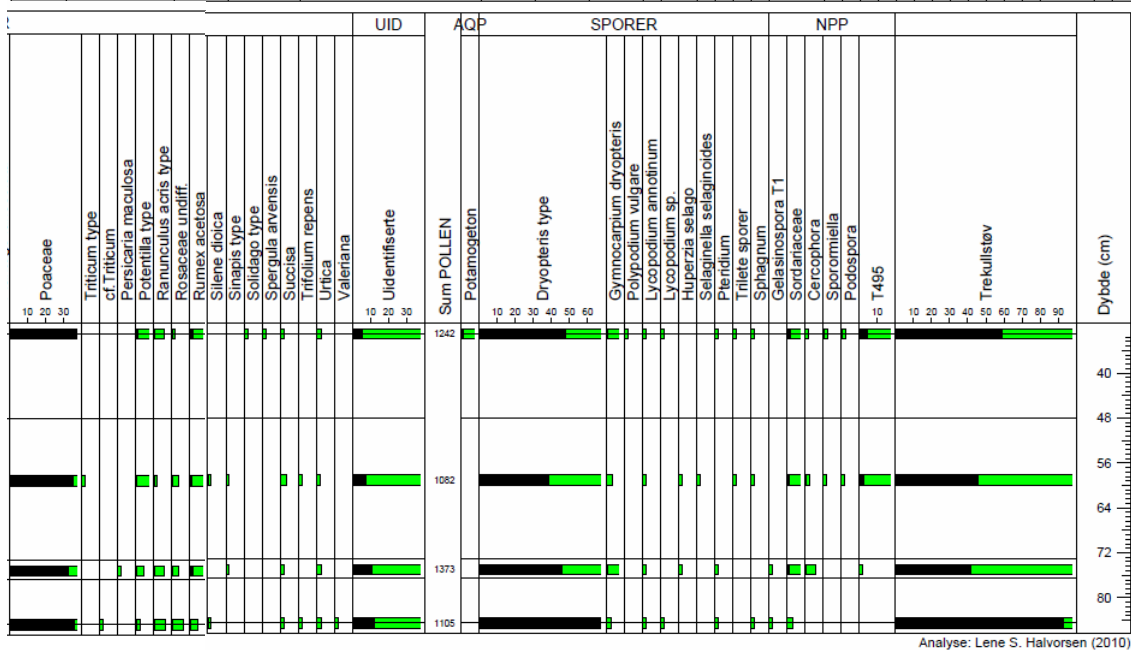 UID AQP SPORER NPP
Poaceae
Triticum type
cf.Triticum
Persicaria maculosa
Potentilla type
Ranunculus acris type
Rosaceae undiff.
Rumex acetosa
Silene dioica
Sinapis type
Solidago type
Spergula arvensis
Succisa
Trifolium repens
Urtica
Valeriana
Uidentifiserte
Sum POLLEN
Potamogeton
Dryopteris type
Gymnocarpium dryopteris
Polypodium vulgare
Lycopodium annotinum
Lycopodium sp.
Huperzia selago
Selaginella selaginoides
Pteridium
Trilete sporer
Sphagnum
Gelasinospora T1
Sordariaceae
Cercophora
Sporomiella
Podospora
T495
Trekullstøv
Dybde (cm)
10 20 30 10 20 30 10 20 30 40 50 60 10 10 20 30 40 50 60 70 80 90
1242
40
48
56
1082
64
72
1373
80
1105
Analyse: Lene S. Halvorsen (2010)